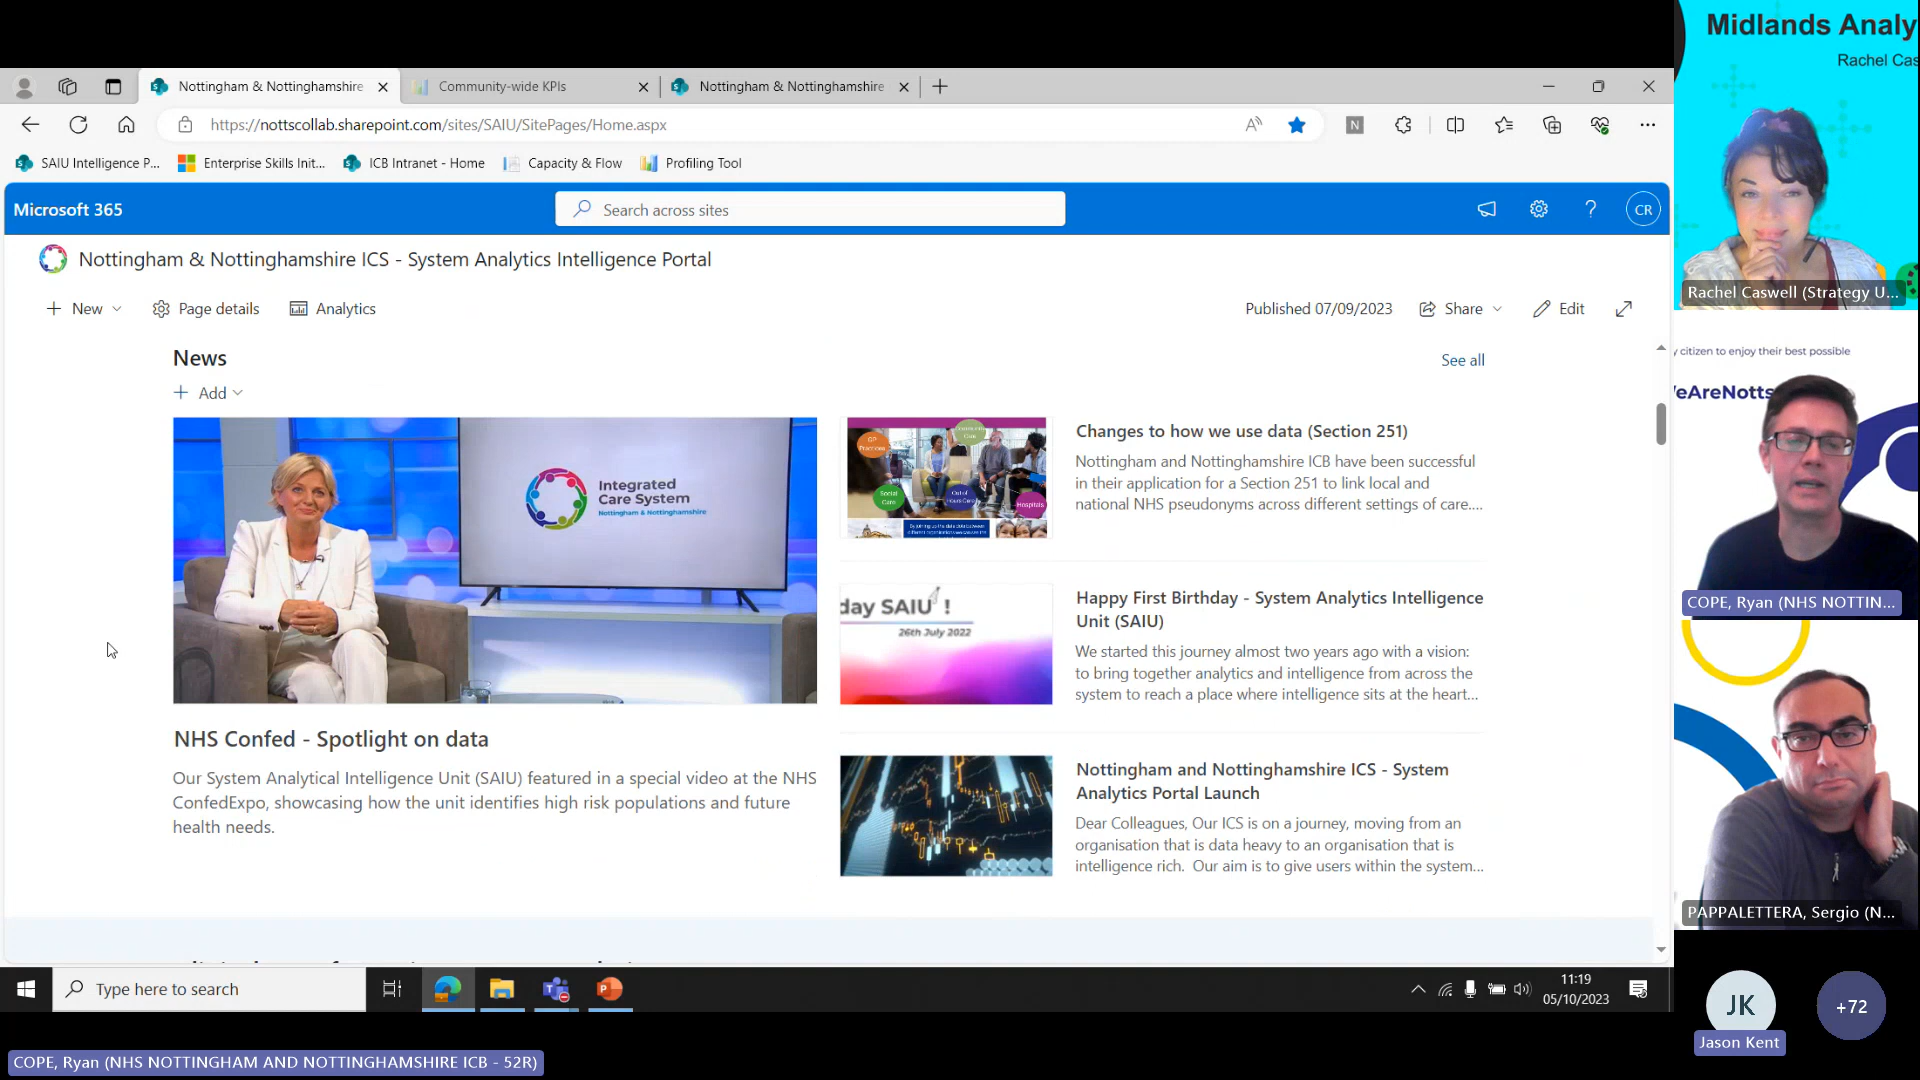 Nottingham & Nottinghamshire
Community-wide KPIs
Nottingham & Nottinghamshire
https://nottscollab.sharepoint.com/sites/SAIU/SitePages/Home.aspx
SAIU Intelligence P...
Enterprise Skills Init...
ICB Intranet - Home
Capacity & Flow
Profiling Tool
Microsoft 365
Search across sites
CR
Nottingham & Nottinghamshire ICS - System Analytics Intelligence Portal
New
Page details
Analytics
Published 07/09/2023
Share
Edit
News
See all
Add
Integrated
Care System
Nottingham & Nottinghamshire
NHS Confed - Spotlight on data
Our System Analytical Intelligence Unit (SAIU) featured in a special video at the NHS
ConfedExpo, showcasing how the unit identifies high risk populations and future
health needs.
GP
Practices
Social
Care
Hospitals
Changes to how we use data (Section 251)
Nottingham and Nottinghamshire ICB have been successful
in their application for a Section 251 to link local and
national NHS pseudonyms across different settings of care....
day SAIU !
26th July 2022
Happy First Birthday - System Analytics Intelligence
Unit (SAIU)
We started this journey almost two years ago with a vision:
to bring together analytics and intelligence from across the
system to reach a place where intelligence sits at the heart...
Nottingham and Nottinghamshire ICS - System
Analytics Portal Launch
Dear Colleagues, Our ICS is on a journey, moving from an
organisation that is data heavy to an organisation that is
intelligence rich. Our aim is to give users within the system...
Type here to search
11:19
05/10/2023
COPE, Ryan (NHS NOTTINGHAM AND NOTTINGHAMSHIRE ICB - 52R)
Midlands Analy
Rachel Cas
Rachel Caswell (Strategy U...
y citizen to enjoy their best possible
eAreNotts
COPE, Ryan (NHS NOTTIN...
PAPPALETTERA, Sergio (N...
JK
Jason Kent
+72